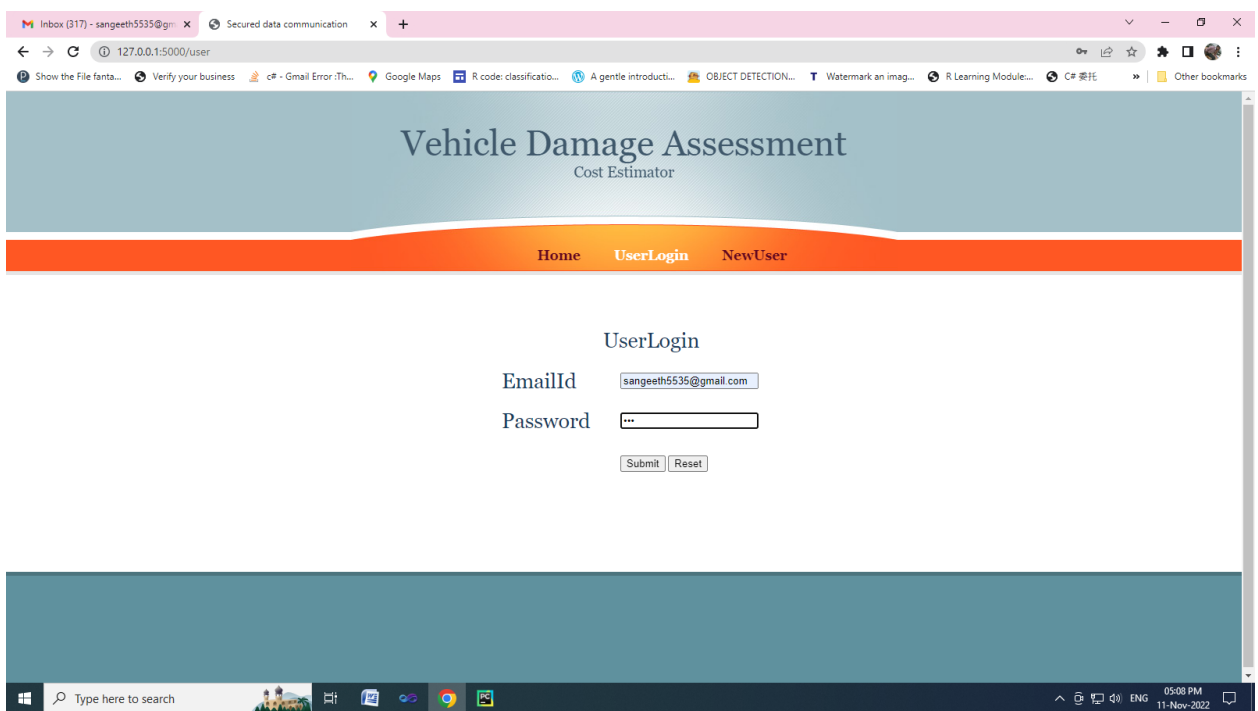 Inbox (317) - sangeeth5535@gm
Secured data communication
127.0.0.1:5000/user
Show the File fanta...
Verify your business
c# - Gmail Error :Th...
Google Maps
R code: classificatio...
A gentle introducti...
OBJECT DETECTION...
Watermark an imag...
R Learning Module:...
C# 委托
»
Other bookmarks
Vehicle Damage Assessment
Cost Estimator
Home UserLogin NewUser
UserLogin
EmailId sangeeth5535@gmail.com
Password •••
Submit Reset
Type here to search
ENG
05:08 PM
11-Nov-2022